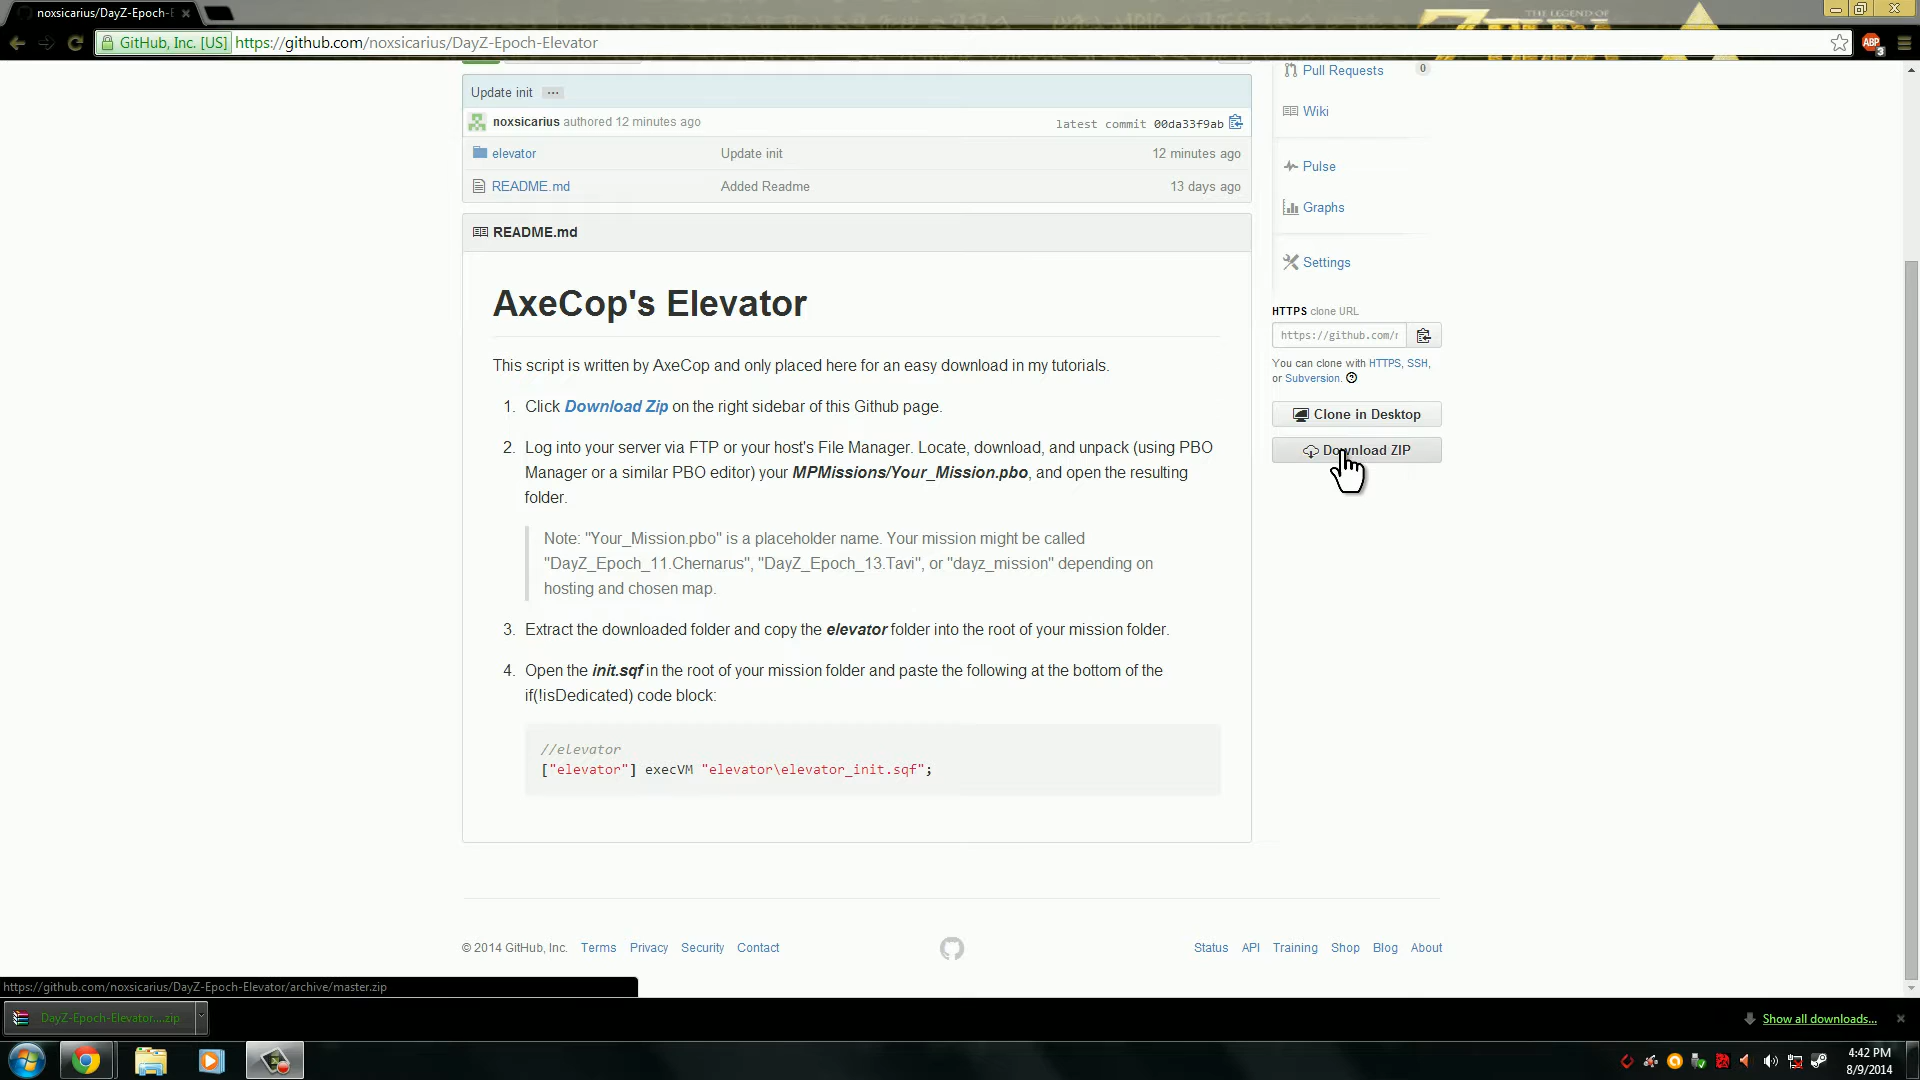 noxsicarius/DayZ-Epoch-
THE LEGEND OF
GitHub, Inc. [US] https://github.com/noxsicarius/DayZ-Epoch-Elevator
ABP 3
Pull Requests 0
Update init ...
Wiki
noxsicarius authored 12 minutes ago latest commit 00da33f9ab
elevator Update init 12 minutes ago
Pulse
README.md Added Readme 13 days ago
Graphs
README.md
Settings
AxeCop's Elevator
HTTPS clone URL
https://github.com/r
This script is written by AxeCop and only placed here for an easy download in my tutorials.
You can clone with HTTPS, SSH,
or Subversion.
1. Click Download Zip on the right sidebar of this Github page.
Clone in Desktop
2. Log into your server via FTP or your host's File Manager. Locate, download, and unpack (using PBO
Download ZIP
Manager or a similar PBO editor) your MPMissions/Your_Mission.pbo, and open the resulting
folder.
Note: "Your_Mission.pbo" is a placeholder name. Your mission might be called
"DayZ_Epoch_11.Chernarus", "DayZ_Epoch_13.Tavi", or "dayz_mission" depending on
hosting and chosen map.
3. Extract the downloaded folder and copy the elevator folder into the root of your mission folder.
4. Open the init.sqf in the root of your mission folder and paste the following at the bottom of the
if(!isDedicated) code block:
//elevator
["elevator"] execVM "elevator\elevator_init.sqf";
© 2014 GitHub, Inc. Terms Privacy Security Contact Status API Training Shop Blog About
https://github.com/noxsicarius/DayZ-Epoch-Elevator/archive/master.zip
DayZ-Epoch-Elevator....zip
Show all downloads...
4:42 PM
8/9/2014